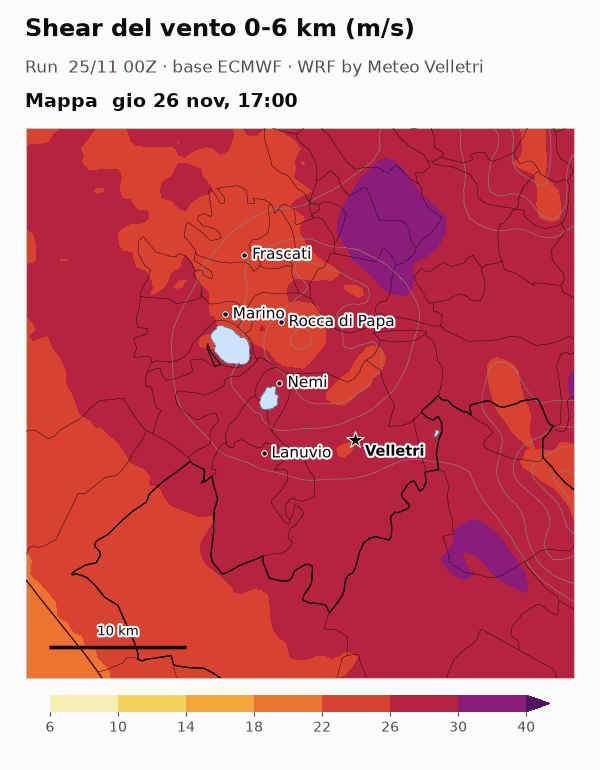 Shear del vento 0-6 km (m/s)
Run  25/11 00Z · base ECMWF · WRF by Meteo Velletri
Mappa  gio 26 nov, 17:00
Frascati
Marino
Rocca di Papa
Nemi
Velletri
Lanuvio
10 km
6 10 14 18 22 26 30 40